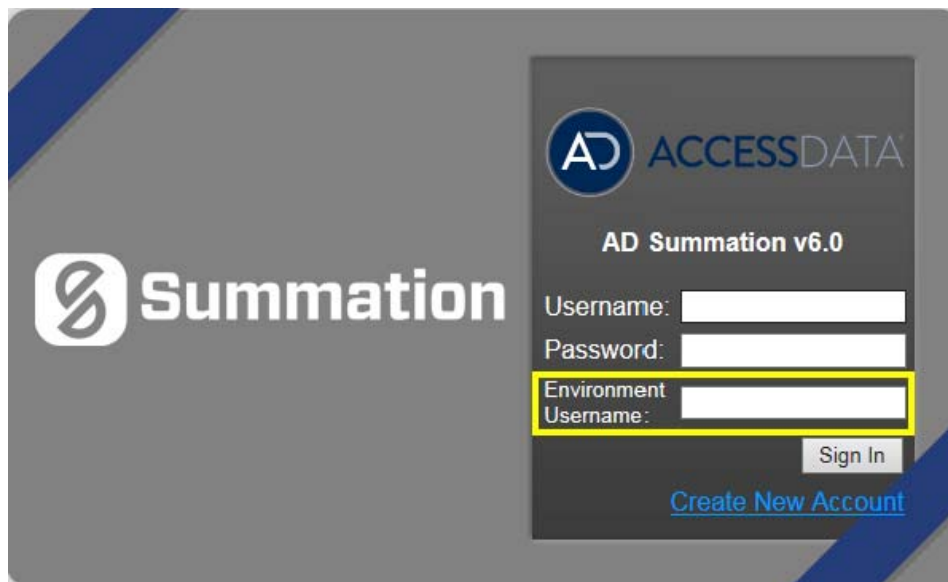 AD ACCESSDATA
AD Summation v6.0
Summation
Username:
Password:
Environment
Username:
Sign In
Create New Account